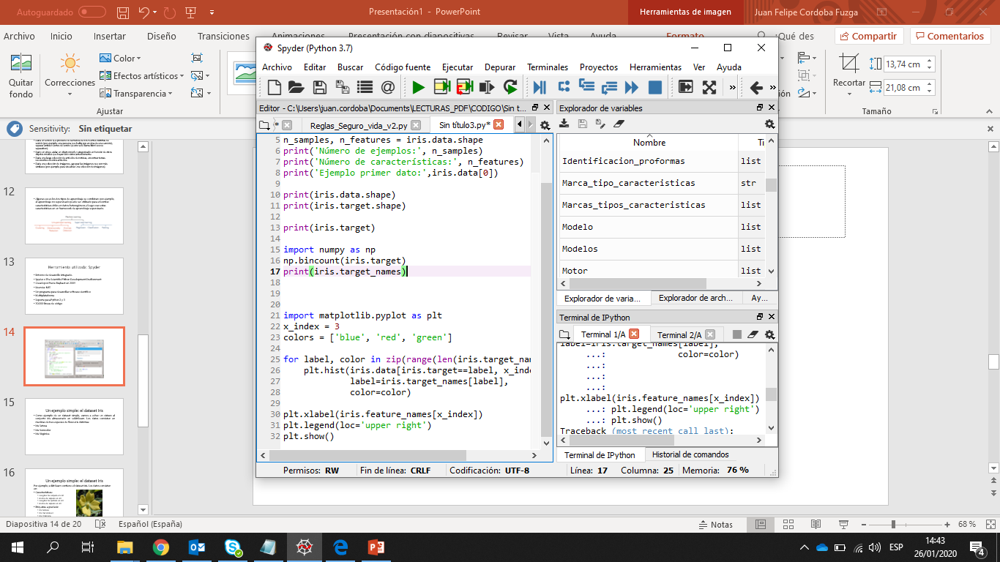 Autoguardado
Presentación1 - PowerPoint
Herramientas de imagen
Juan Felipe Cordoba Fuzga
Archivo Inicio Insertar Diseño Transiciones Animaciones Presentación con diapositivas Revisar Vista Ayuda Formato ¿Qué des
Compartir
Comentarios
Quitar fondo
Correcciones
Color
Efectos artísticos
Transparencia
Ajustar
Recortar
13,74 cm
21,08 cm
Tamaño
Sensitivity: Sin etiquetar
12
13
Herramienta utilizada: Spyder
14
15
Un ejemplo simple: el dataset Iris
16
Un ejemplo simple: el dataset Iris
Spyder (Python 3.7)
Archivo Editar Buscar Código fuente Ejecutar Depurar Terminales Proyectos Herramientas Ver Ayuda
Editor - C:\Users\juan.cordoba\Documents\LECTURAS_PDF\CODIGO\Sin t...
Reglas_Seguro_vida_v2.py
Sin título3.py*
5 n_samples, n_features = iris.data.shape
6 print('Número de ejemplos:', n_samples)
7 print('Número de características:', n_features)
8 print('Ejemplo primer dato:',iris.data[0])
9
10 print(iris.data.shape)
11 print(iris.target.shape)
12
13 print(iris.target)
14
15 import numpy as np
16 np.bincount(iris.target)
17 print(iris.target_names)
18
19
20
21 import matplotlib.pyplot as plt
22 x_index = 3
23 colors = ['blue', 'red', 'green']
24
25 for label, color in zip(range(len(iris.target_na
26 plt.hist(iris.data[iris.target==label, x_inde
27 label=iris.target_names[label],
28 color=color)
29
30 plt.xlabel(iris.feature_names[x_index])
31 plt.legend(loc='upper right')
32 plt.show()
Explorador de variables
Nombre Ti
Identificacion_proformas list
Marca_tipo_caracteristicas str
Marcas_tipos_caracteristicas list
Modelo list
Modelos list
Motor list
Explorador de varia... Explorador de arch... Ay...
Terminal de IPython
Terminal 1/A Terminal 2/A
label=iris.target_names[label],
...: color=color)
...:
...:
...:
plt.xlabel(iris.feature_names[x_index])
...: plt.legend(loc='upper right')
...: plt.show()
Traceback (most recent call last):
Terminal de IPython Historial de comandos
Permisos: RW Fin de línea: CRLF Codificación: UTF-8 Línea: 17 Columna: 25 Memoria: 76 %
Diapositiva 14 de 20 Español (España) Notas 68 %
ESP
14:43
26/01/2020
4